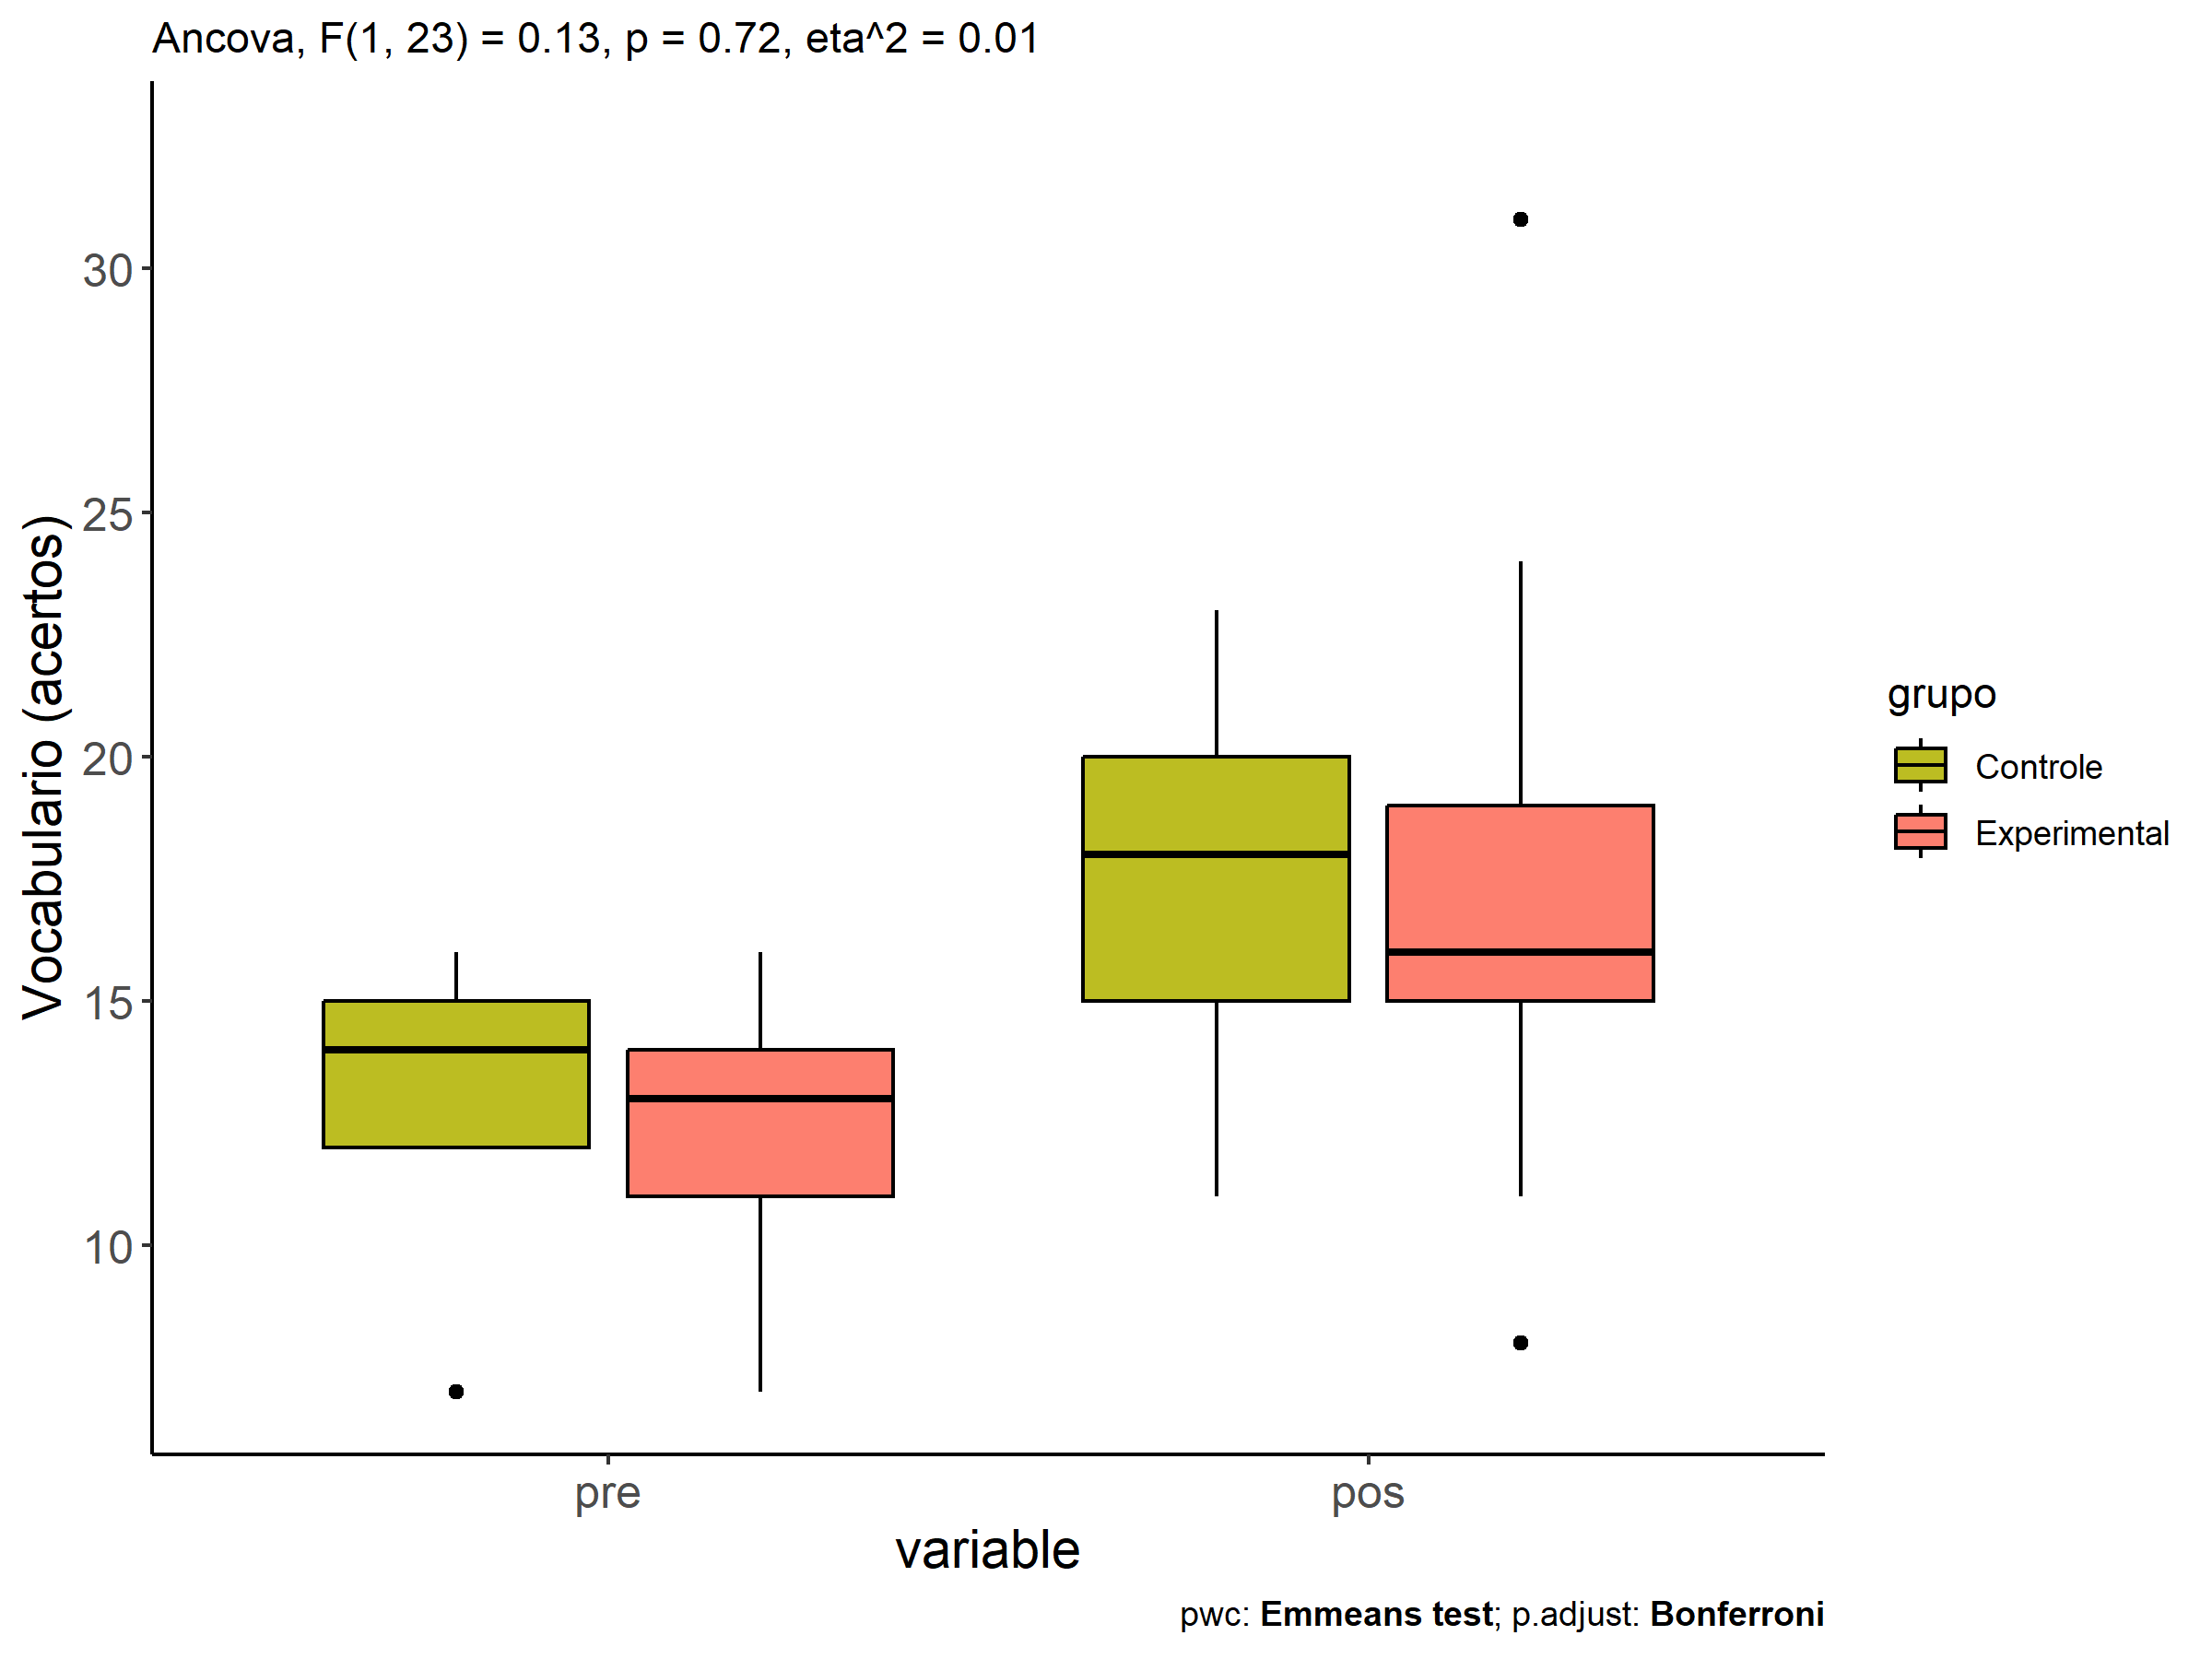 Ancova, F(1, 23) = 0.13, p = 0.72, eta^2 = 0.01
Vocabulario (acertos)
30
25
20
15
10
pre
pos
variable
grupo
Controle
Experimental
pwc: Emmeans test; p.adjust: Bonferroni